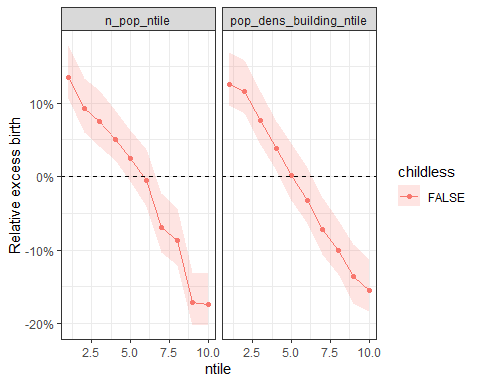 n_pop_ntile
pop_dens_building_ntile
Relative excess birth
10%
0%
-10%
-20%
2.5
5.0
7.5
10.0
2.5
5.0
7.5
10.0
ntile
childless
FALSE